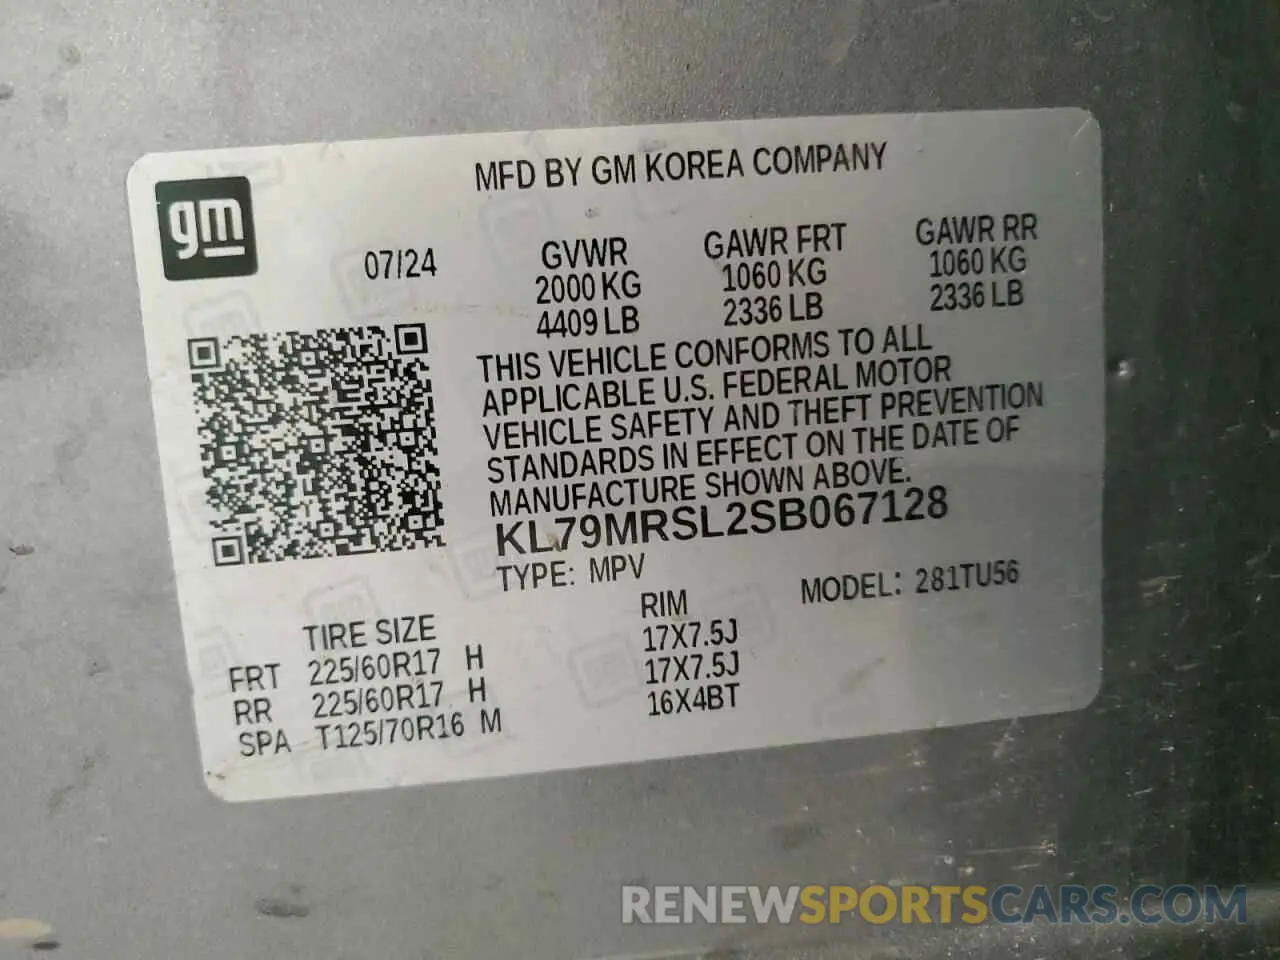 MFD BY GM KOREA COMPANY
gm
07/24
GVWR GAWR FRT GAWR RR
2000 KG 1060 KG 1060 KG
4409 LB 2336 LB 2336 LB
THIS VEHICLE CONFORMS TO ALL
APPLICABLE U.S. FEDERAL MOTOR
VEHICLE SAFETY AND THEFT PREVENTION
STANDARDS IN EFFECT ON THE DATE OF
MANUFACTURE SHOWN ABOVE.
KL79MRSL2SB067128
TYPE: MPV MODEL: 281TU56
TIRE SIZE RIM
FRT 225/60R17 H 17X7.5J
RR 225/60R17 H 17X7.5J
SPA T125/70R16 M 16X4BT
RENEWSPORTSCARS.COM